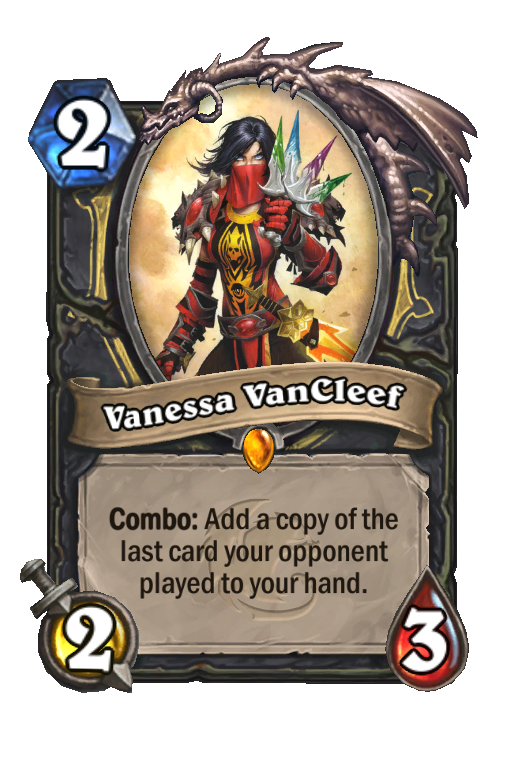 2
Vanessa VanCleef
Combo: Add a copy of the
last card your opponent
played to your hand.
2
3